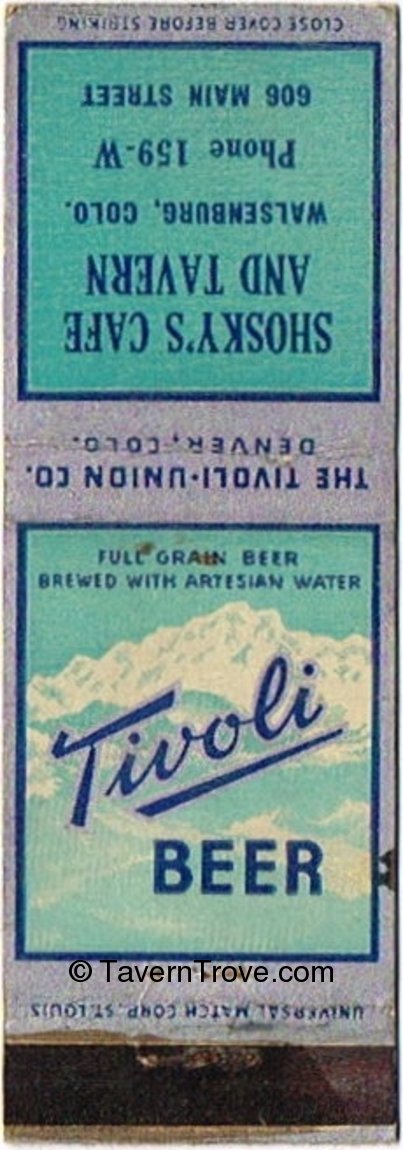 CLOSE COVER BEFORE STRIKING
SHOSKY'S CAFE
AND TAVERN
WALSENBURG, COLO.
Phone 159-W
606 MAIN STREET
THE TIVOLI-UNION CO.
DENVER, COLO.
FULL GRAIN BEER
BREWED WITH ARTESIAN WATER
Tivoli
BEER
© TavernTrove.com
UNIVERSAL MATCH CORP. ST. LOUIS